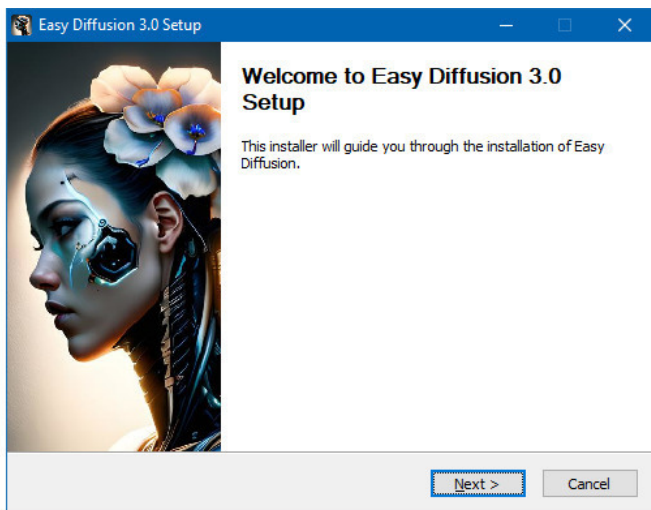 Easy Diffusion 3.0 Setup
Welcome to Easy Diffusion 3.0
Setup
This installer will guide you through the installation of Easy
Diffusion.
Next >
Cancel